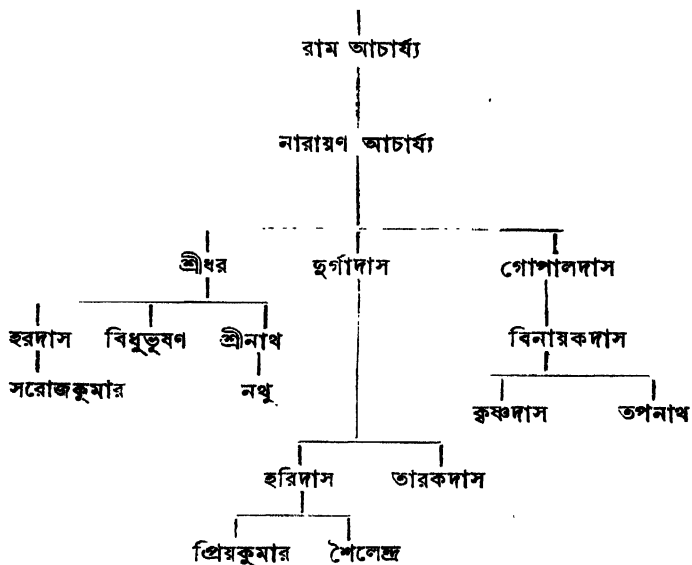 রাম আচার্য্য
নারায়ণ আচার্য্য
শ্রীধর দুর্গাদাস গোপালদাস
হরদাস বিধুভূষণ শ্রীনাথ বিনায়কদাস
সরোজকুমার নথু
কৃষ্ণদাস তপনাথ
হরিদাস তারকদাস
প্রিয়কুমার শৈলেন্দ্র